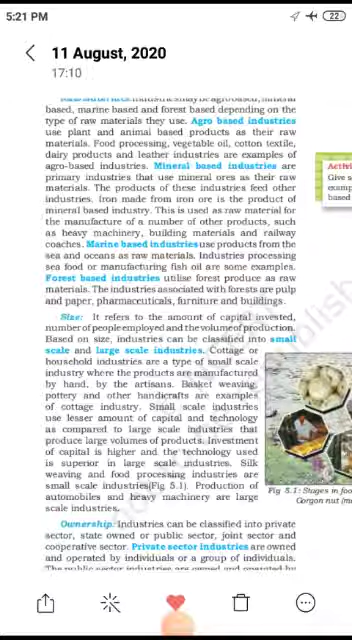 5:21 PM
22
11 August, 2020
17:10
based, marine based and forest based depending on the
type of raw materials they use. Agro based industries
use plant and animal based products as their raw
materials. Food processing, vegetable oil, cotton textile,
dairy products and leather industries are examples of
agro-based industries. Mineral based industries are
primary industries that use mineral ores as their raw
materials. The products of these industries feed other
industries. Iron made from iron ore is the product of
mineral based industry. This is used as raw material for
the manufacture of a number of other products, such
as heavy machinery, building materials and railway
coaches. Marine based industries use products from the
sea and oceans as raw materials. Industries processing
sea food or manufacturing fish oil are some examples.
Forest based industries utilise forest produce as raw
materials. The industries associated with forests are pulp
and paper, pharmaceuticals, furniture and buildings.
Size: It refers to the amount of capital invested,
number of people employed and the volume of production.
Based on size, industries can be classified into small
scale and large scale industries. Cottage or
household industries are a type of small scale
industry where the products are manufactured
by hand, by the artisans. Basket weaving,
pottery and other handicrafts are examples
of cottage industry. Small scale industries
use lesser amount of capital and technology
as compared to large scale industries that
produce large volumes of products. Investment
of capital is higher and the technology used
is superior in large scale industries. Silk
weaving and food processing industries are
small scale industries(Fig 5.1). Production of
automobiles and heavy machinery are large
scale industries.
Ownership: Industries can be classified into private
sector, state owned or public sector, joint sector and
cooperative sector. Private sector industries are owned
and operated by individuals or a group of individuals.
The public sector industries are owned and operated by
Activi
Give s
examp
based
Fig 5.1: Stages in foo
Gorgon nut (m